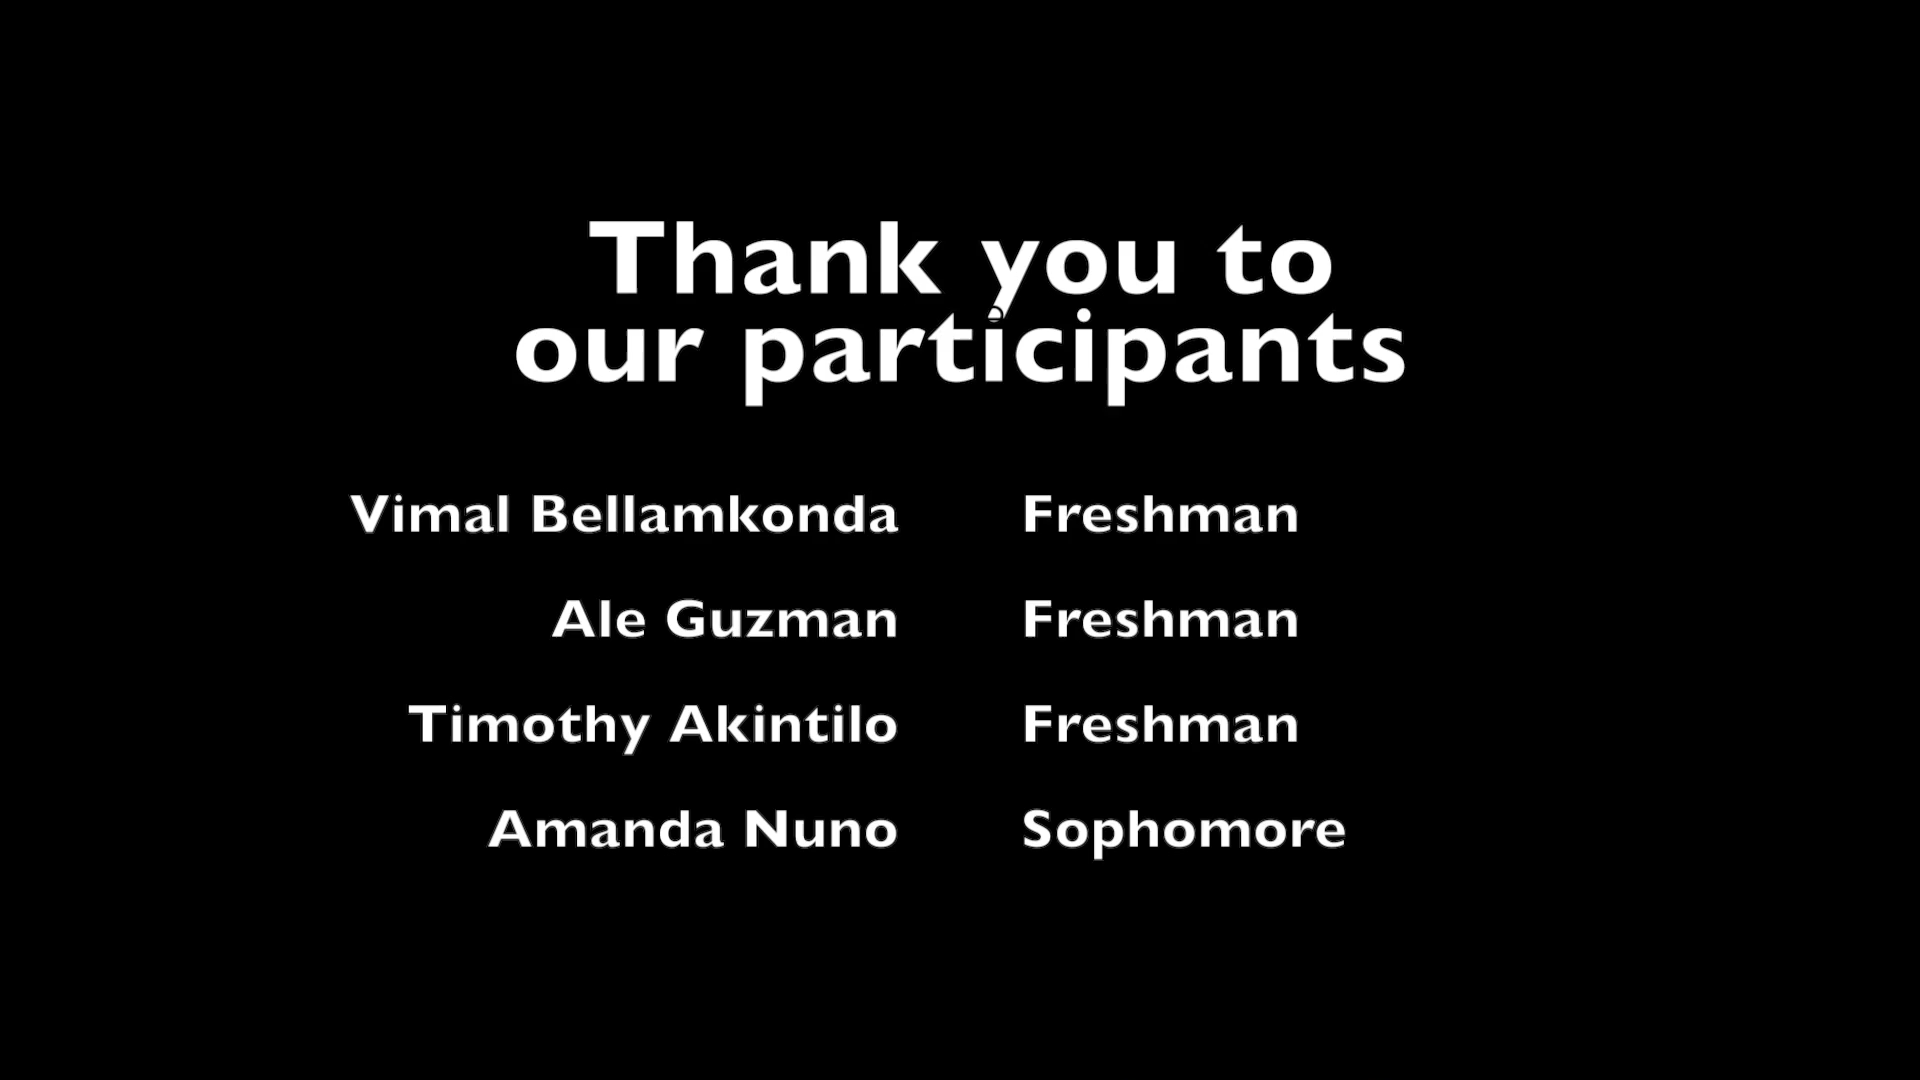 Thank you to
our participants
Vimal Bellamkonda Freshman
Ale Guzman Freshman
Timothy Akintilo Freshman
Amanda Nuno Sophomore